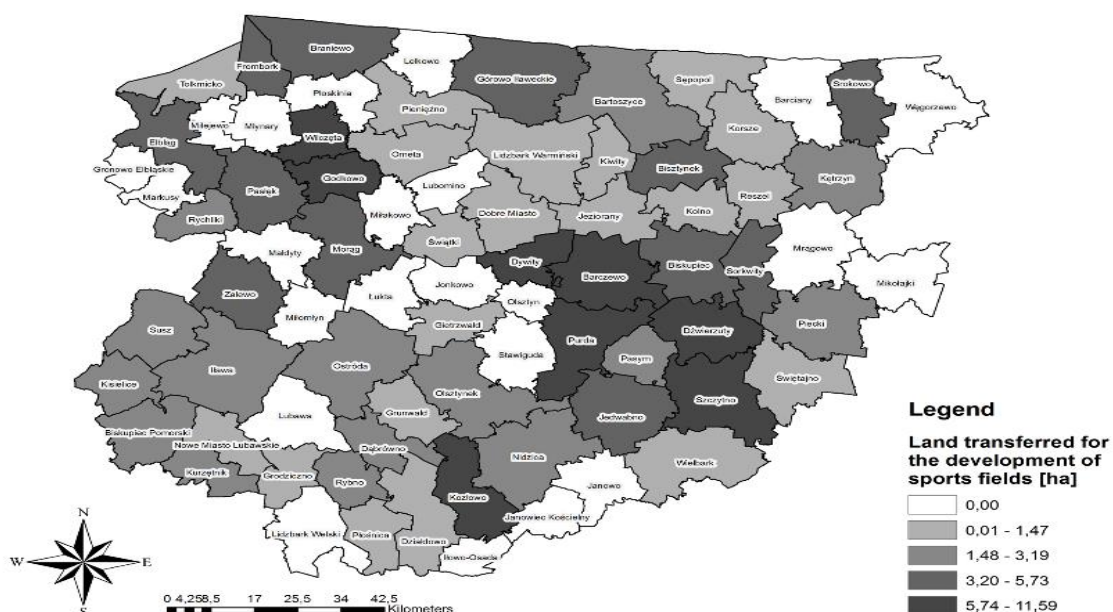 Braniewo
Lelkowo
Frombork
Górowo Iławeckie
Sępopol
Tolkmicko
Płoskinia
Bartoszyce
Barciany
Srokowo
Węgorzewo
Pieniężno
Milejewo
Młynary
Wilczęta
Korsze
Elbląg
Orneta
Lidzbark Warmiński
Kiwity
Bisztynek
Gronowo Elbląskie
Godkowo
Kętrzyn
Markusy
Pasłęk
Lubomino
Reszel
Rychliki
Miłakowo
Dobre Miasto
Jeziorany
Kolno
Świątki
Małdyty
Morąg
Mrągowo
Dywity
Barczewo
Biskupiec
Sorkwity
Mikołajki
Zalewo
Łukta
Jonkowo
Olsztyn
Miłomłyn
Susz
Gietrzwałd
Piecki
Purda
Dźwierzuty
Stawiguda
Pasym
Iława
Ostróda
Świętajno
Kisielice
Olsztynek
Szczytno
Lubawa
Grunwald
Jedwabno
Biskupiec Pomorski
Nowe Miasto Lubawskie
Dąbrówno
Nidzica
Wielbark
Kurzętnik
Grodziczno
Rybno
Kozłowo
Janowo
Janowiec Kościelny
Lidzbark Welski
Płośnica
Działdowo
Iłowo-Osada
N
W E
S
0 4,25 8,5 17 25,5 34 42,5
Kilometers
Legend
Land transferred for
the development of
sports fields [ha]
0,00
0,01 - 1,47
1,48 - 3,19
3,20 - 5,73
5,74 - 11,59